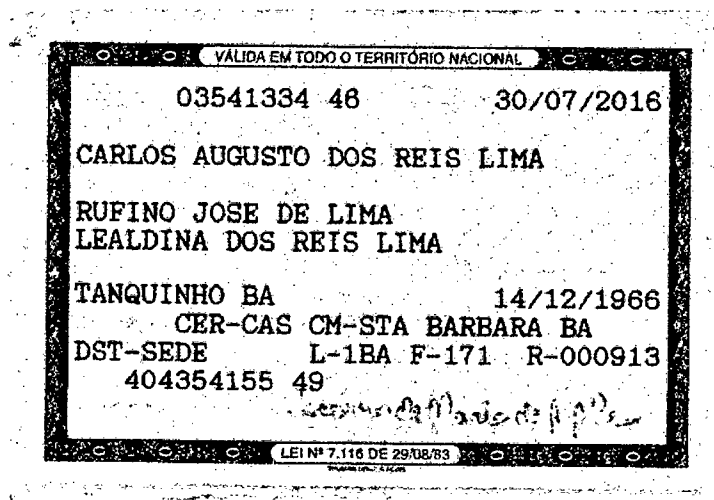 VÁLIDA EM TODO O TERRITÓRIO NACIONAL
03541334 46 30/07/2016
CARLOS AUGUSTO DOS REIS LIMA
RUFINO JOSE DE LIMA
LEALDINA DOS REIS LIMA
TANQUINHO BA 14/12/1966
CER-CAS CM-STA BARBARA BA
DST-SEDE L-1BA F-171 R-000913
404354155 49
LEI Nº 7.116 DE 29/08/83